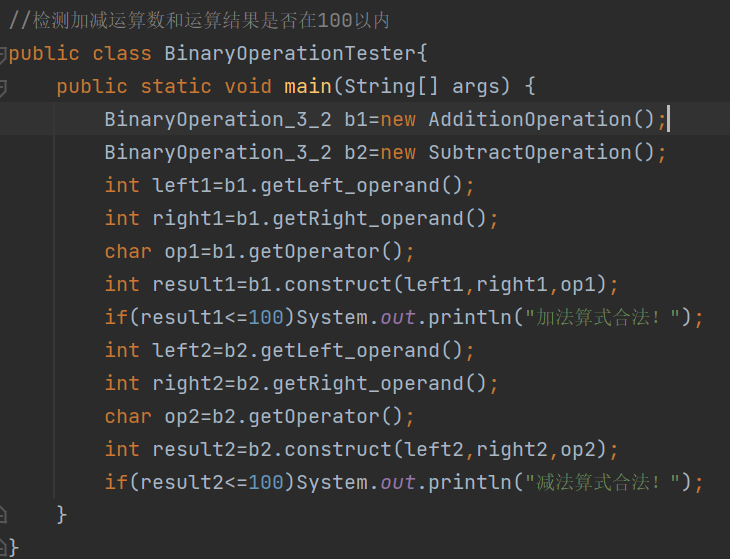 //检测加减运算数和运算结果是否在100以内
public class BinaryOperationTester{
public static void main(String[] args) {
BinaryOperation_3_2 b1=new AdditionOperation();
BinaryOperation_3_2 b2=new SubtractOperation();
int left1=b1.getLeft_operand();
int right1=b1.getRight_operand();
char op1=b1.getOperator();
int result1=b1.construct(left1,right1,op1);
if(result1<=100)System.out.println("加法算式合法！");
int left2=b2.getLeft_operand();
int right2=b2.getRight_operand();
char op2=b2.getOperator();
int result2=b2.construct(left2,right2,op2);
if(result2<=100)System.out.println("减法算式合法！");
}
}